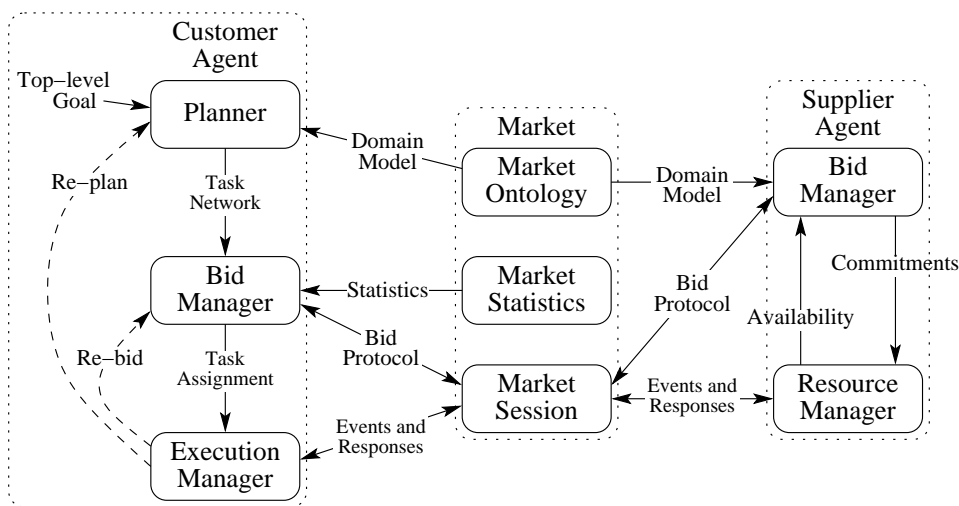 Customer
Agent
Top-level
Goal
Planner
Re-plan
Task
Network
Bid
Manager
Re-bid
Task
Assignment
Execution
Manager
Domain
Model
Statistics
Bid
Protocol
Events and
Responses
Market
Market
Ontology
Market
Statistics
Market
Session
Domain
Model
Bid
Protocol
Events and
Responses
Supplier
Agent
Bid
Manager
Commitments
Availability
Resource
Manager